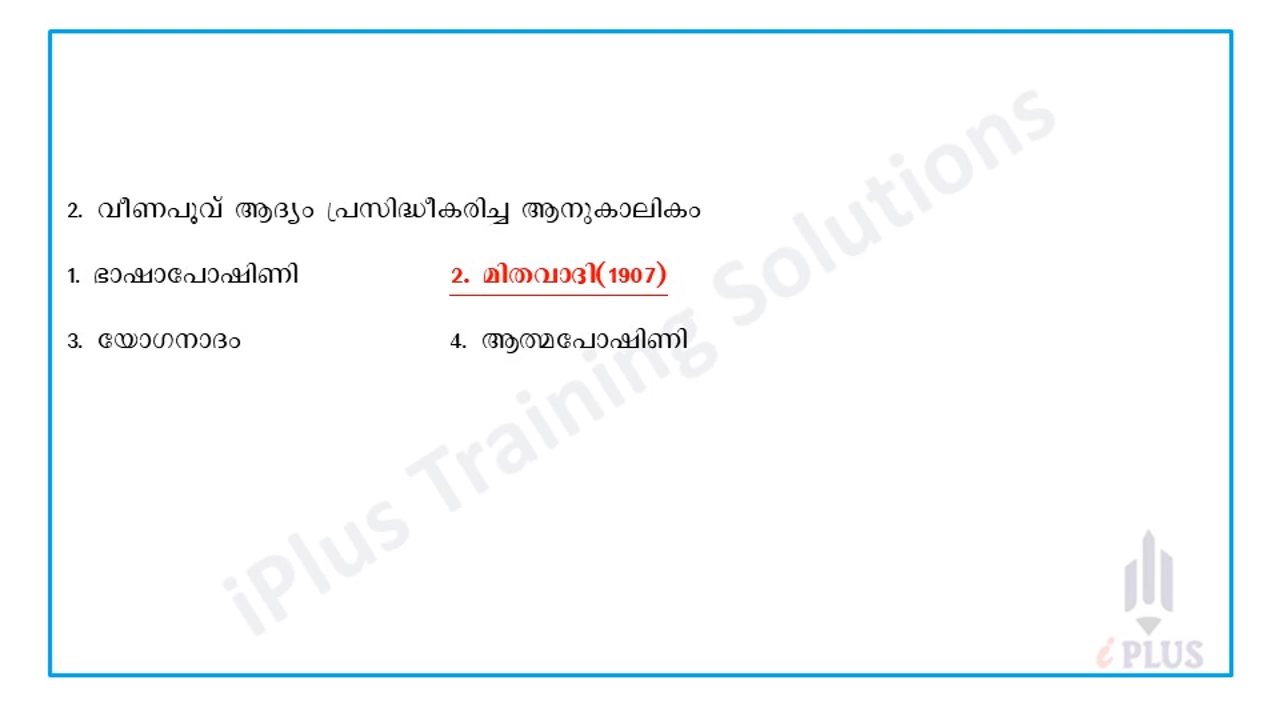 2. വീണപൂവ് ആദ്യം പ്രസിദ്ധീകരിച്ച ആനുകാലികം
1. ഭാഷാപോഷിണി 2. മിതവാദി(1907)
3. യോഗനാദം 4. ആത്മപോഷിണി
iPlus Training Solutions
i PLUS